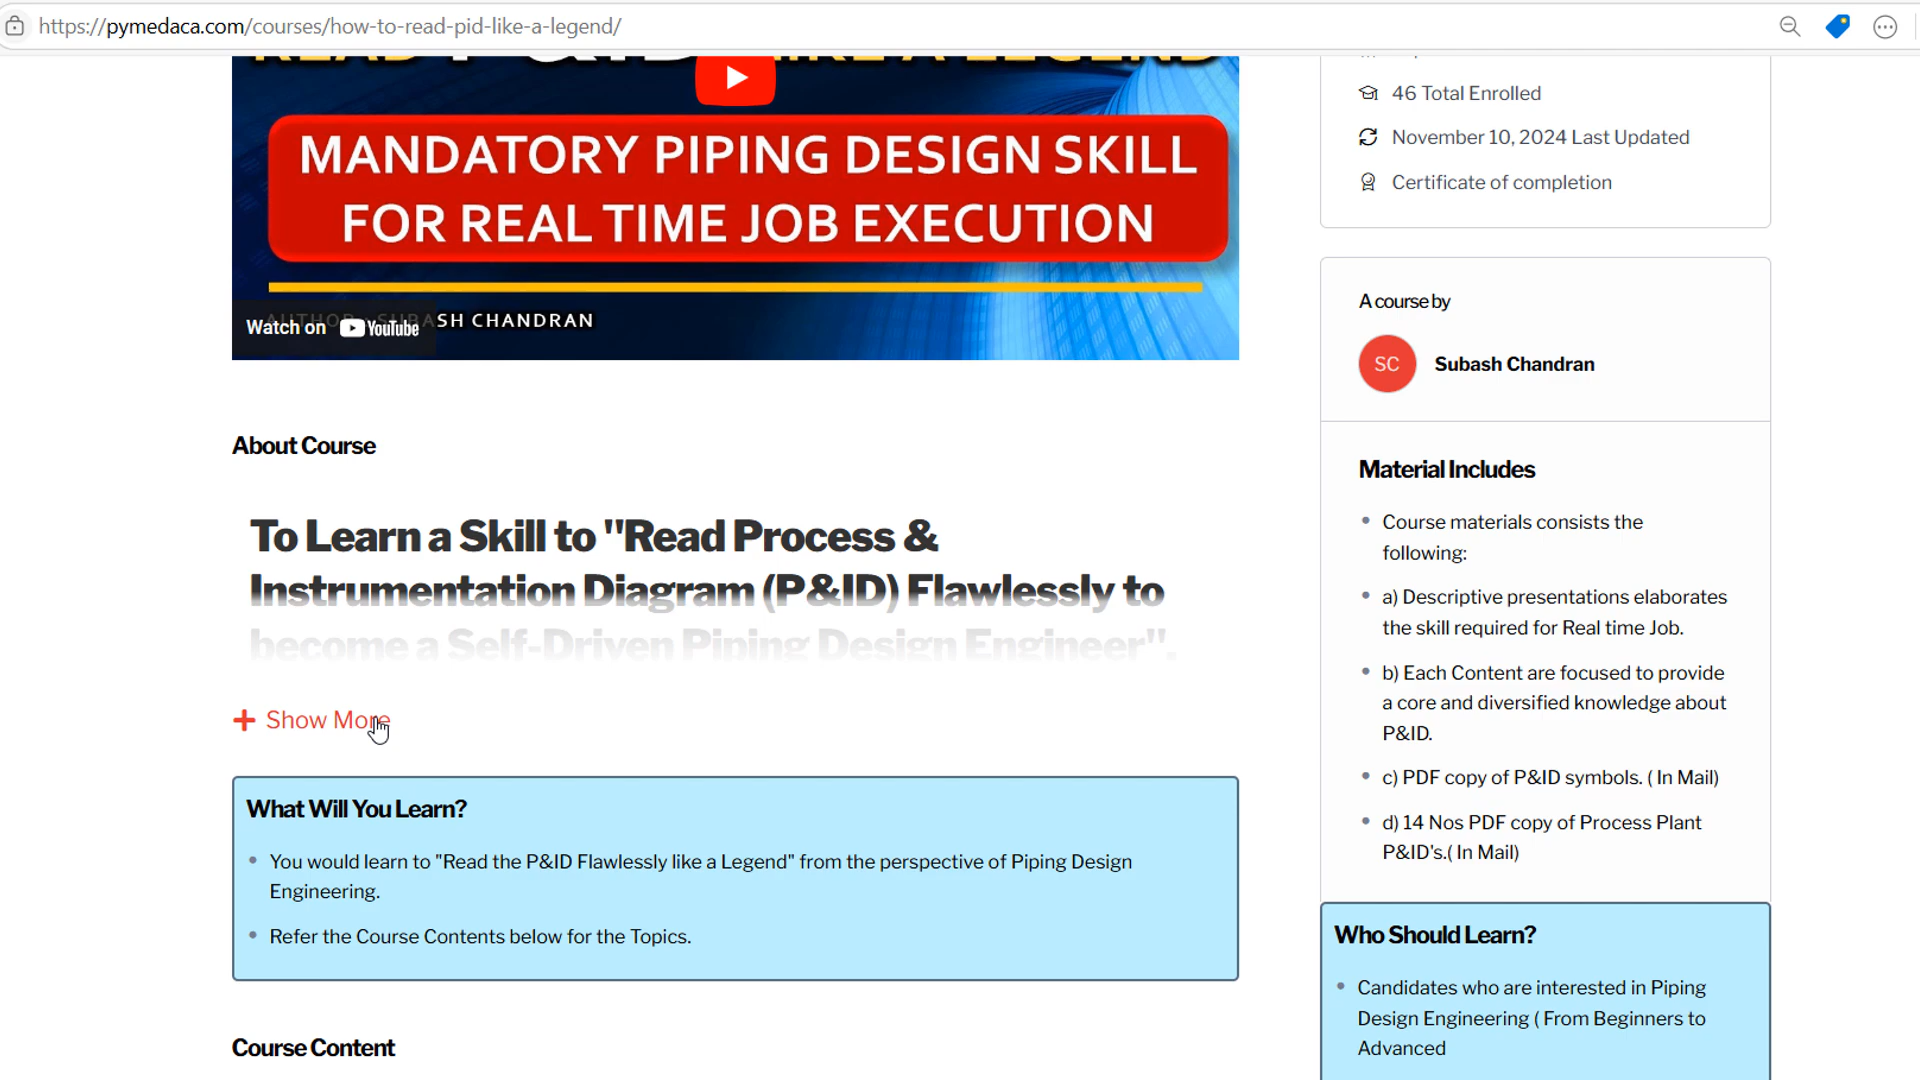 https://pymedaca.com/courses/how-to-read-pid-like-a-legend/
READ P&ID LIKE A LEGEND
MANDATORY PIPING DESIGN SKILL
FOR REAL TIME JOB EXECUTION
AUTHOR : SUBASH CHANDRAN
Watch on YouTube
About Course
To Learn a Skill to "Read Process &
Instrumentation Diagram (P&ID) Flawlessly to
become a Self-Driven Piping Design Engineer".
Show More
What Will You Learn?
You would learn to "Read the P&ID Flawlessly like a Legend" from the perspective of Piping Design
Engineering.
Refer the Course Contents below for the Topics.
Course Content
46 Total Enrolled
November 10, 2024 Last Updated
Certificate of completion
A course by
SC
Subash Chandran
Material Includes
Course materials consists the
following:
a) Descriptive presentations elaborates
the skill required for Real time Job.
b) Each Content are focused to provide
a core and diversified knowledge about
P&ID.
c) PDF copy of P&ID symbols. ( In Mail)
d) 14 Nos PDF copy of Process Plant
P&ID's.( In Mail)
Who Should Learn?
Candidates who are interested in Piping
Design Engineering ( From Beginners to
Advanced